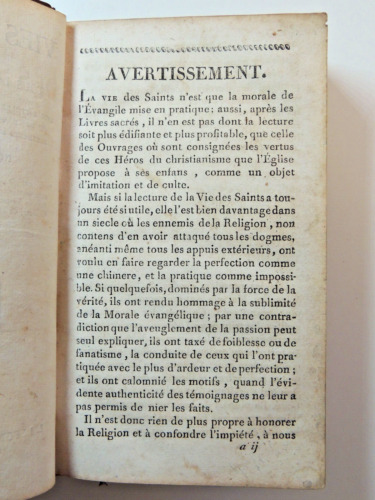 AVERTISSEMENT.
LA VIE des Saints n'est que la morale de
l'Évangile mise en pratique : aussi, après les
Livres sacrés, il n'en est pas dont la lecture
soit plus édifiante et plus profitable, que celle
des Ouvrages où sont consignées les vertus
de ces Héros du christianisme que l'Église
propose à ses enfans, comme un objet
d'imitation et de culte.
Mais si la lecture de la Vie des Saints a tou-
jours été si utile, elle l'est bien davantage dans
un siecle où les ennemis de la Religion, non
contens d'en avoir attaqué tous les dogmes,
anéanti même tous les appuis extérieurs, ont
voulu en faire regarder la perfection comme
une chimere, et la pratique comme impossi-
ble. Si quelquefois, dominés par la force de la
vérité, ils ont rendu hommage à la sublimité
de la Morale évangélique ; par une contra-
diction que l'aveuglement de la passion peut
seul expliquer, ils ont taxé de foiblesse ou de
fanatisme, la conduite de ceux qui l'ont pra-
tiquée avec le plus d'ardeur et de perfection ;
et ils ont calomnié les motifs, quand l'évi-
dente authenticité des témoignages ne leur a
pas permis de nier les faits.
Il n'est donc rien de plus propre à honorer
la Religion et à confondre l'impiété, à nous
a ij